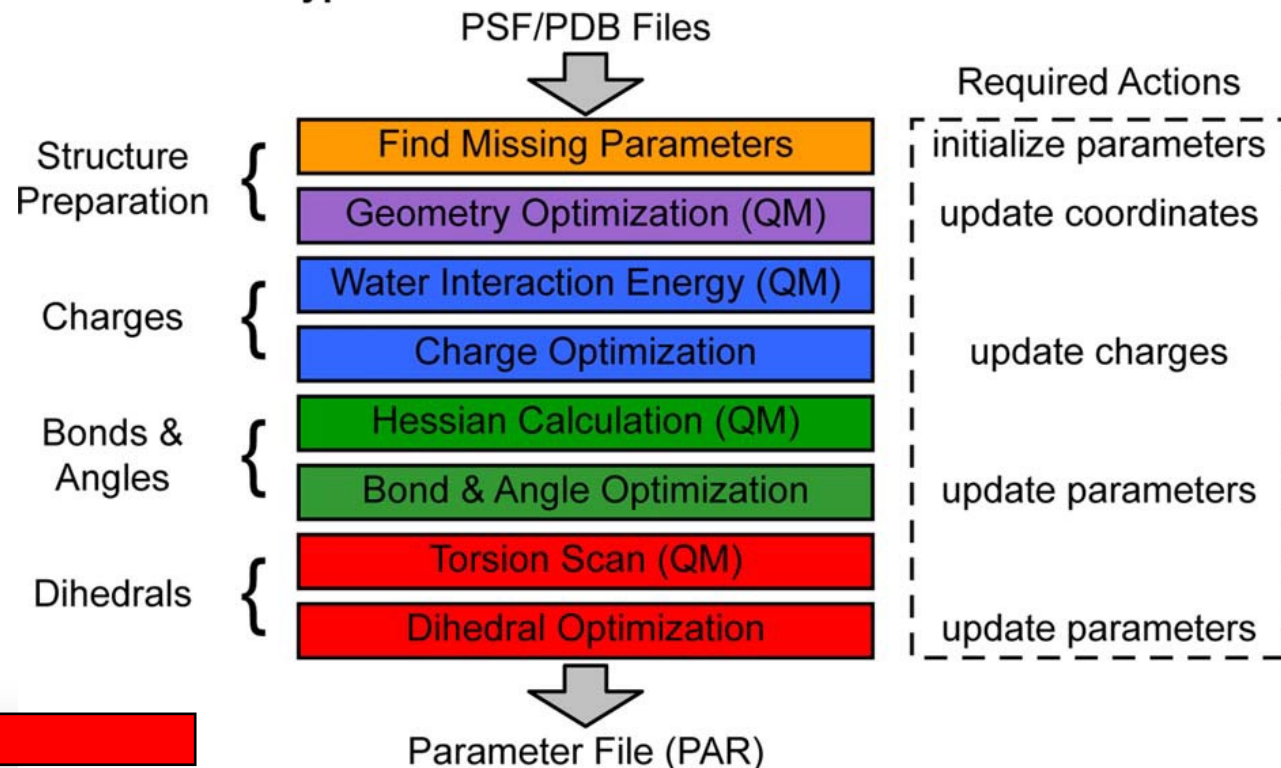 PSF/PDB Files
Required Actions
Structure
Preparation
Find Missing Parameters
initialize parameters
Geometry Optimization (QM)
update coordinates
Charges
Water Interaction Energy (QM)
Charge Optimization
update charges
Bonds &
Angles
Hessian Calculation (QM)
Bond & Angle Optimization
update parameters
Dihedrals
Torsion Scan (QM)
Dihedral Optimization
update parameters
Parameter File (PAR)